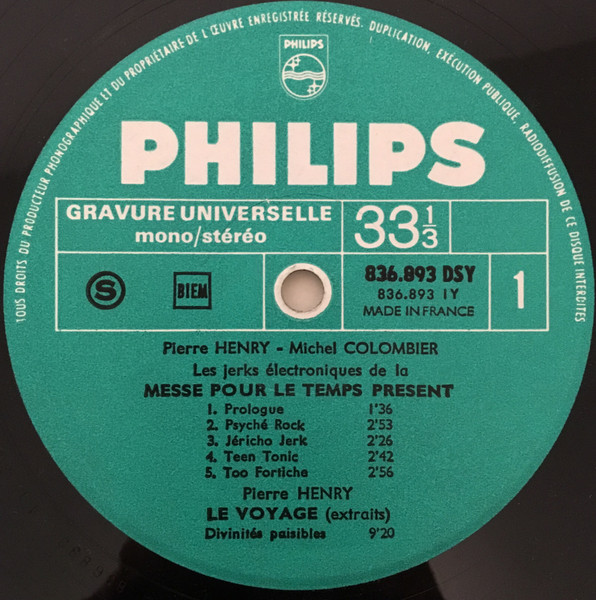 TOUS DROITS DU PRODUCTEUR PHONOGRAPHIQUE ET DU PROPRIÉTAIRE DE L'ŒUVRE ENREGISTRÉE RÉSERVÉS. DUPLICATION, EXÉCUTION PUBLIQUE, RADIODIFFUSION DE CE DISQUE INTERDITES
PHILIPS
PHILIPS
GRAVURE UNIVERSELLE
mono/stéréo
33 1/3
S
BIEM
836.893 DSY
836.893 1Y
MADE IN FRANCE
1
Pierre HENRY - Michel COLOMBIER
Les jerks électroniques de la
MESSE POUR LE TEMPS PRESENT
1. Prologue 1'36
2. Psyché Rock 2'53
3. Jéricho Jerk 2'26
4. Teen Tonic 2'42
5. Too Fortiche 2'56
Pierre HENRY
LE VOYAGE (extraits)
Divinités paisibles 9'20